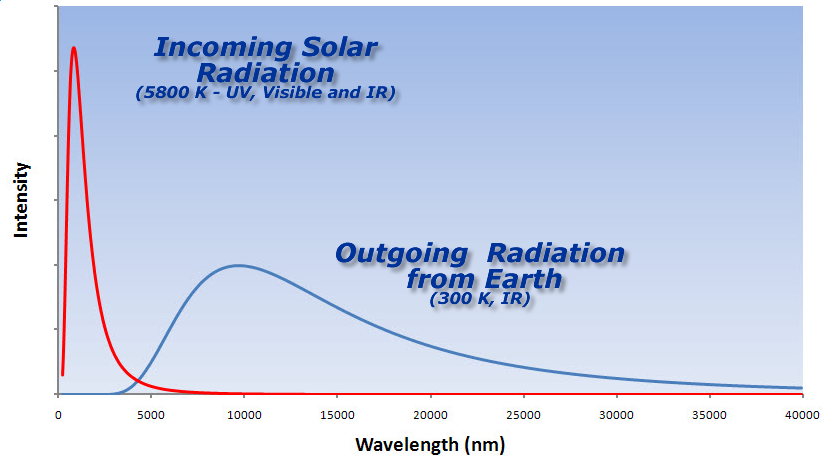 Incoming Solar
Radiation
(5800 K - UV, Visible and IR)
Outgoing Radiation
from Earth
(300 K, IR)
Intensity
0 5000 10000 15000 20000 25000 30000 35000 40000
Wavelength (nm)